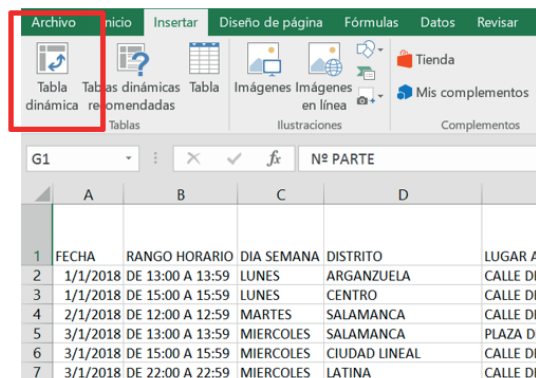 Archivo Inicio Insertar Diseño de página Fórmulas Datos Revisar
Tabla dinámica
Tablas dinámicas recomendadas
Tabla
Imágenes
Imágenes en línea
Tienda
Mis complementos
Tablas Ilustraciones Complementos
G1 fx Nº PARTE
A B C D
1 FECHA RANGO HORARIO DIA SEMANA DISTRITO LUGAR A
2 1/1/2018 DE 13:00 A 13:59 LUNES ARGANZUELA CALLE DE
3 1/1/2018 DE 15:00 A 15:59 LUNES CENTRO CALLE DE
4 2/1/2018 DE 12:00 A 12:59 MARTES SALAMANCA CALLE DE
5 3/1/2018 DE 13:00 A 13:59 MIERCOLES SALAMANCA PLAZA D
6 3/1/2018 DE 15:00 A 15:59 MIERCOLES CIUDAD LINEAL CALLE DE
7 3/1/2018 DE 22:00 A 22:59 MIERCOLES LATINA CALLE DE